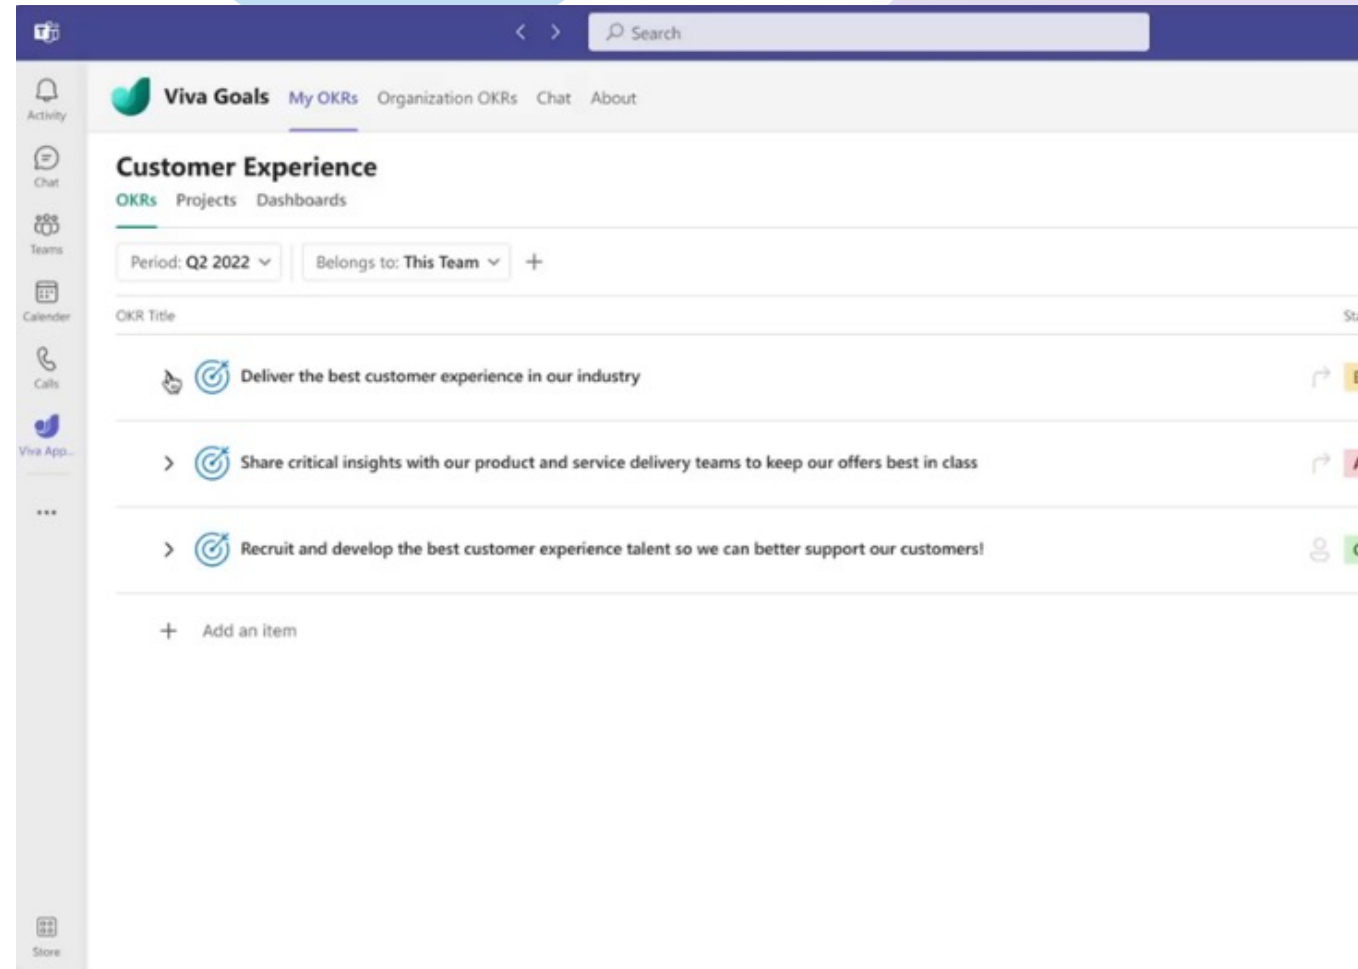 Search
Activity
Chat
Teams
Calender
Calls
Viva App...
Store
Viva Goals My OKRs Organization OKRs Chat About
Customer Experience
OKRs Projects Dashboards
Period: Q2 2022 Belongs to: This Team
OKR Title
Deliver the best customer experience in our industry
Share critical insights with our product and service delivery teams to keep our offers best in class
Recruit and develop the best customer experience talent so we can better support our customers!
Add an item